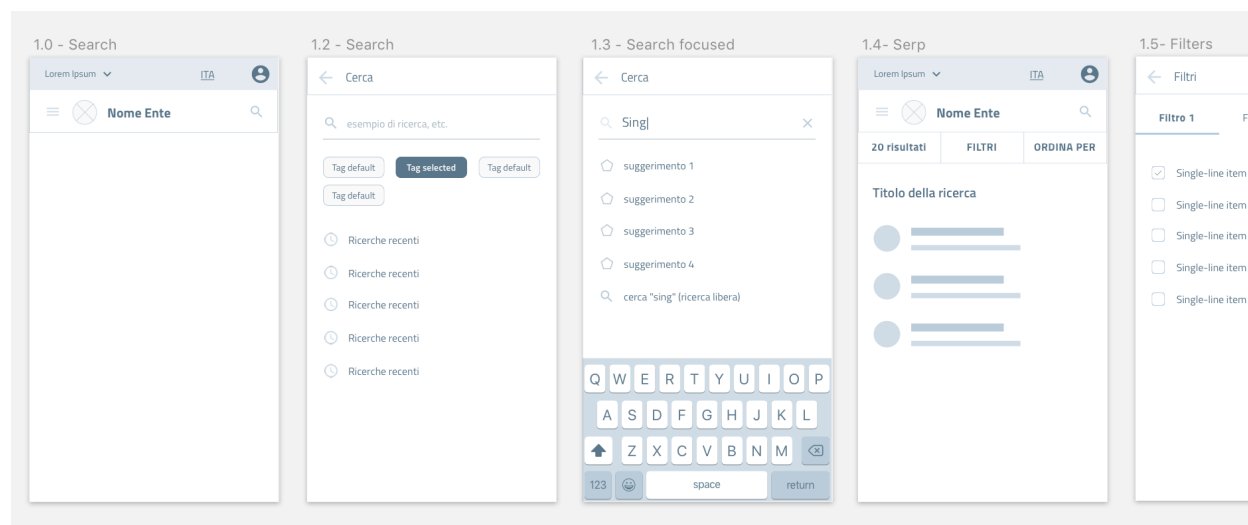 1.0 - Search
Lorem Ipsum
ITA
Nome Ente
1.2 - Search
Cerca
esempio di ricerca, etc.
Tag default
Tag selected
Tag default
Tag default
Ricerche recenti
Ricerche recenti
Ricerche recenti
Ricerche recenti
Ricerche recenti
1.3 - Search focused
Cerca
Sing
suggerimento 1
suggerimento 2
suggerimento 3
suggerimento 4
cerca "sing" (ricerca libera)
Q W E R T Y U I O P
A S D F G H J K L
Z X C V B N M
123 space return
1.4- Serp
Lorem Ipsum
ITA
Nome Ente
20 risultati
FILTRI
ORDINA PER
Titolo della ricerca
1.5- Filters
Filtri
Filtro 1
F
Single-line item
Single-line item
Single-line item
Single-line item
Single-line item